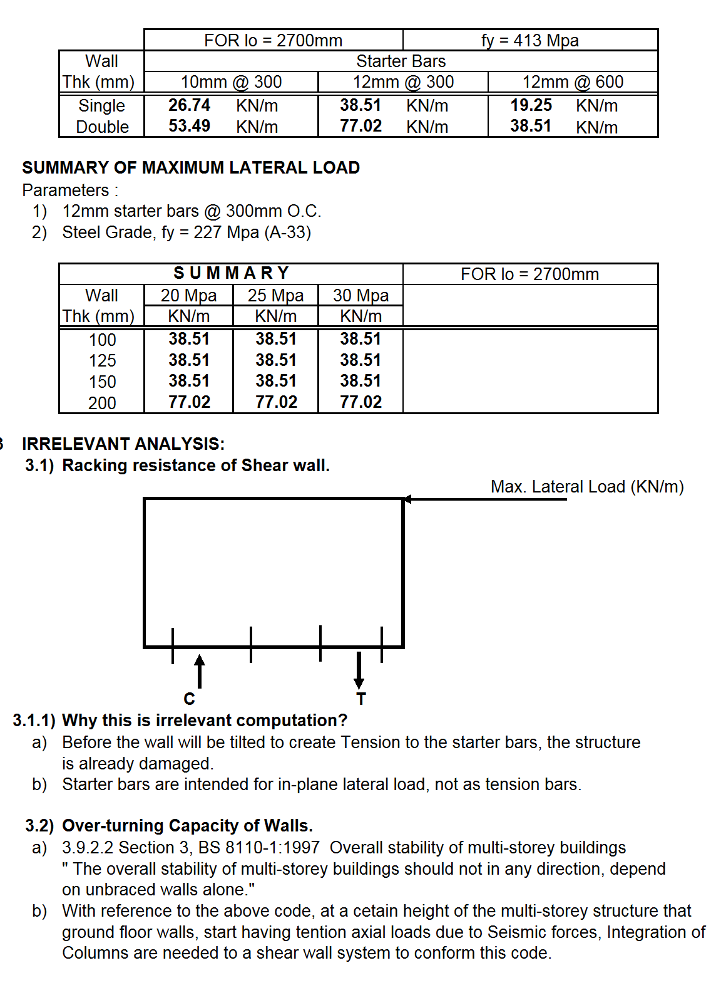 FOR lo = 2700mm fy = 413 Mpa
Wall Starter Bars
Thk (mm) 10mm @ 300 12mm @ 300 12mm @ 600
Single 26.74 KN/m 38.51 KN/m 19.25 KN/m
Double 53.49 KN/m 77.02 KN/m 38.51 KN/m
SUMMARY OF MAXIMUM LATERAL LOAD
Parameters :
1) 12mm starter bars @ 300mm O.C.
2) Steel Grade, fy = 227 Mpa (A-33)
S U M M A R Y FOR lo = 2700mm
Wall 20 Mpa 25 Mpa 30 Mpa
Thk (mm) KN/m KN/m KN/m
100 38.51 38.51 38.51
125 38.51 38.51 38.51
150 38.51 38.51 38.51
200 77.02 77.02 77.02
3 IRRELEVANT ANALYSIS:
3.1) Racking resistance of Shear wall.
Max. Lateral Load (KN/m)
C T
3.1.1) Why this is irrelevant computation?
a) Before the wall will be tilted to create Tension to the starter bars, the structure
is already damaged.
b) Starter bars are intended for in-plane lateral load, not as tension bars.
3.2) Over-turning Capacity of Walls.
a) 3.9.2.2 Section 3, BS 8110-1:1997 Overall stability of multi-storey buildings
" The overall stability of multi-storey buildings should not in any direction, depend
on unbraced walls alone."
b) With reference to the above code, at a cetain height of the multi-storey structure that
ground floor walls, start having tention axial loads due to Seismic forces, Integration of
Columns are needed to a shear wall system to conform this code.